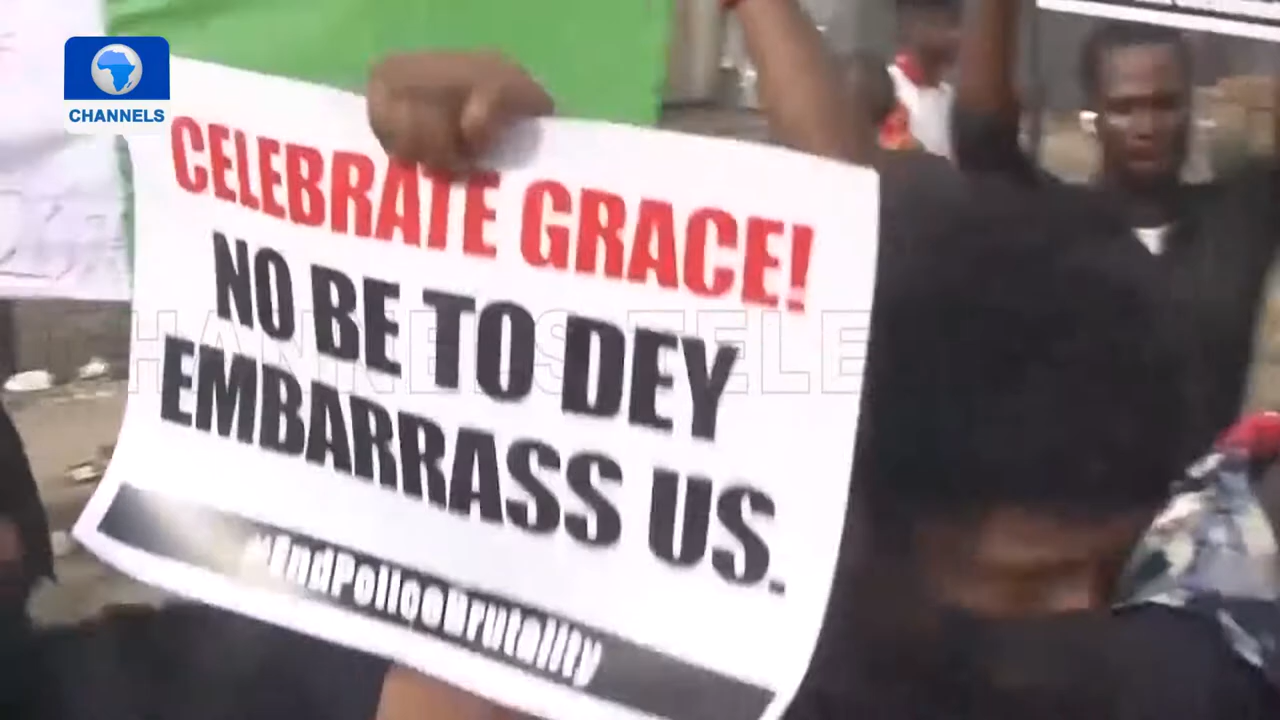 CHANNELS
CELEBRATE GRACE!
NO BE TO DEY
EMBARRASS US.
#EndPoliceBrutality